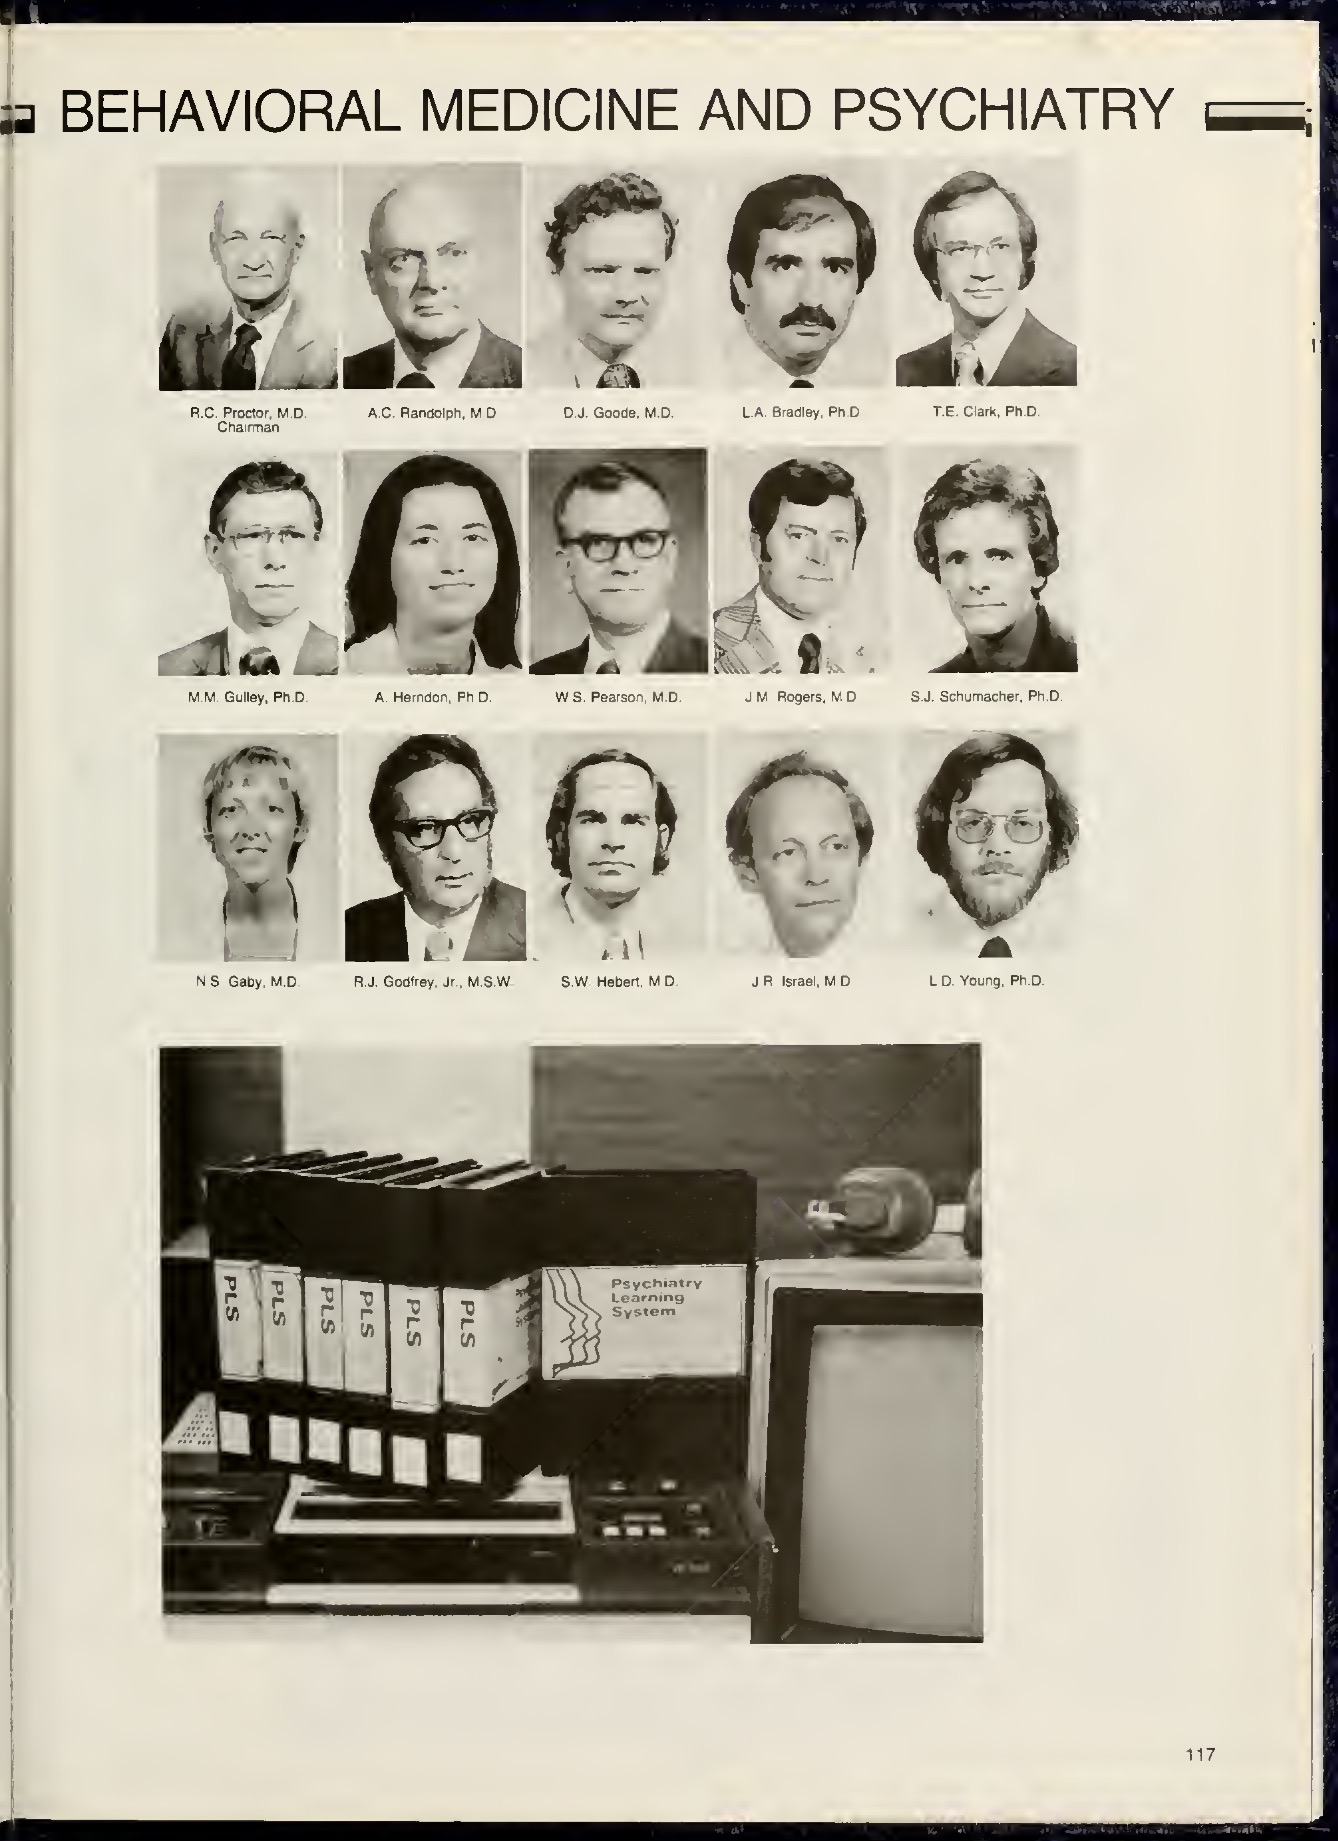 BEHAVIORAL MEDICINE AND PSYCHIATRY
R.C. Proctor, M.D.
Chairman
A.C. Randolph, M D
D.J. Goode, M.D.
L.A. Bradley, Ph.D
T.E. Clark, Ph.D.
M.M. Gulley, Ph.D.
A. Herndon, Ph D.
W S. Pearson, M.D.
J M Rogers, M D
S.J. Schumacher, Ph.D.
N S Gaby, M.D.
R.J. Godfrey, Jr., M.S.W.
S.W. Hebert, M D.
J R Israel, M D
L D. Young, Ph.D.
PLS
PLS
PLS
PLS
PLS
PLS
Psychiatry
Learning
System
117